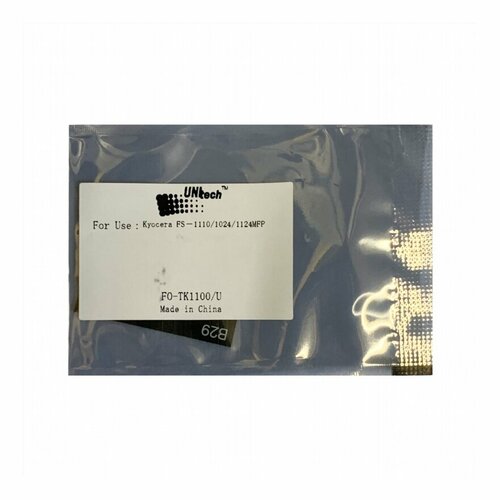 UNItech™
For Use : Kyocera FS-1110/1024/1124MFP
FO-TK1100/U
Made in China
B29